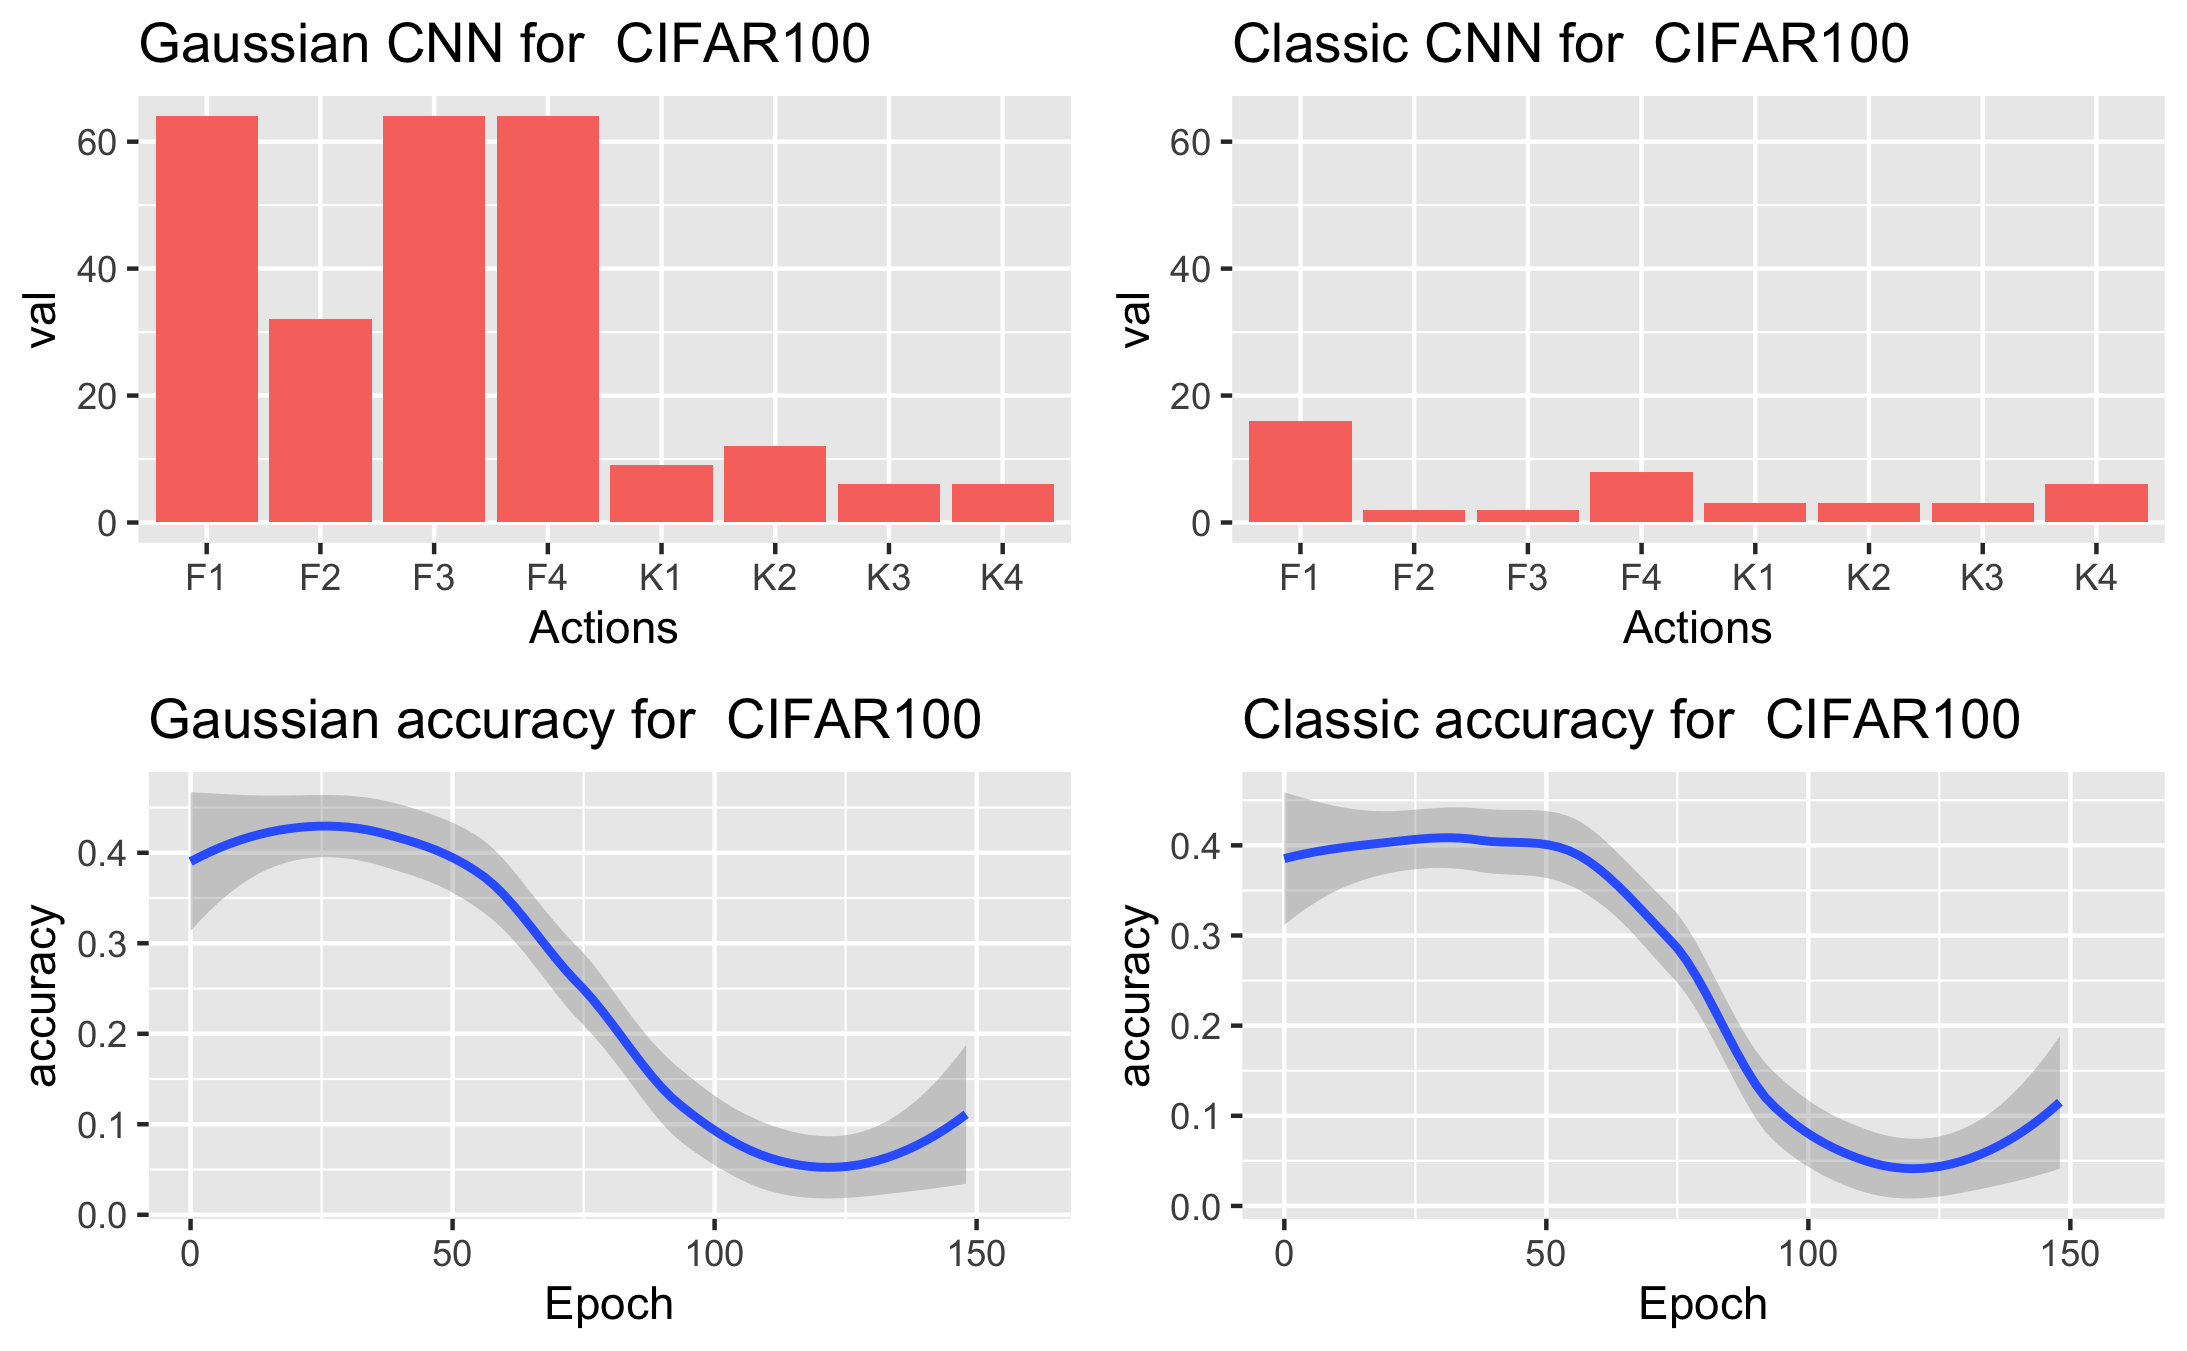 Gaussian CNN for  CIFAR100
60
40
20
0
val
F1 F2 F3 F4 K1 K2 K3 K4
Actions
Classic CNN for  CIFAR100
60
40
20
0
val
F1 F2 F3 F4 K1 K2 K3 K4
Actions
Gaussian accuracy for  CIFAR100
0.4
0.3
0.2
0.1
0.0
accuracy
0 50 100 150
Epoch
Classic accuracy for  CIFAR100
0.4
0.3
0.2
0.1
0.0
accuracy
0 50 100 150
Epoch